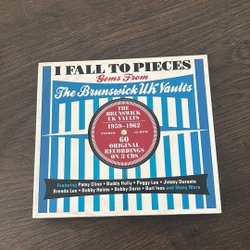 I FALL TO PIECES
Gems From
The Brunswick UK Vaults
THE
BRUNSWICK
UK VAULTS
1959-1962
60
ORIGINAL
RECORDINGS
ON 3 CDS
Featuring Patsy Cline • Buddy Holly • Peggy Lee • Jimmy Durante
Brenda Lee • Bobby Helms • Bobby Darin • Burl Ives and Many More